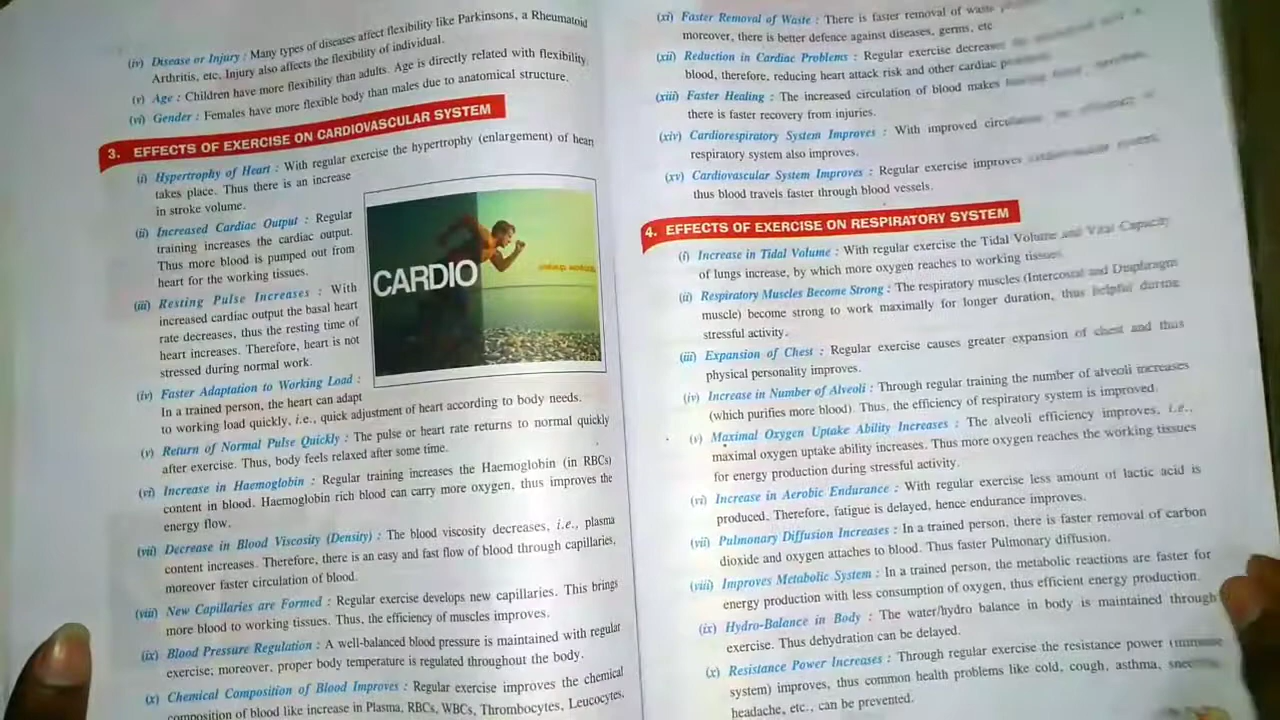 (iv) Disease or Injury : Many types of diseases affect flexibility like Parkinsons, a Rheumatoid
Arthritis, etc. Injury also affects the flexibility of individual.
(v) Age : Children have more flexibility than adults. Age is directly related with flexibility.
(vi) Gender : Females have more flexible body than males due to anatomical structure.
3. EFFECTS OF EXERCISE ON CARDIOVASCULAR SYSTEM
(i) Hypertrophy of Heart : With regular exercise the hypertrophy (enlargement) of heart
takes place. Thus there is an increase
in stroke volume.
(ii) Increased Cardiac Output : Regular
training increases the cardiac output.
Thus more blood is pumped out from
heart for the working tissues.
(iii) Resting Pulse Increases : With
increased cardiac output the basal heart
rate decreases, thus the resting time of
heart increases. Therefore, heart is not
stressed during normal work.
CARDIO
(iv) Faster Adaptation to Working Load :
In a trained person, the heart can adapt
to working load quickly, i.e., quick adjustment of heart according to body needs.
(v) Return of Normal Pulse Quickly : The pulse or heart rate returns to normal quickly
after exercise. Thus, body feels relaxed after some time.
(vi) Increase in Haemoglobin : Regular training increases the Haemoglobin (in RBCs)
content in blood. Haemoglobin rich blood can carry more oxygen, thus improves the
energy flow.
(vii) Decrease in Blood Viscosity (Density) : The blood viscosity decreases, i.e., plasma
content increases. Therefore, there is an easy and fast flow of blood through capillaries,
moreover faster circulation of blood.
(viii) New Capillaries are Formed : Regular exercise develops new capillaries. This brings
more blood to working tissues. Thus, the efficiency of muscles improves.
(ix) Blood Pressure Regulation : A well-balanced blood pressure is maintained with regular
exercise; moreover, proper body temperature is regulated throughout the body.
(x) Chemical Composition of Blood Improves : Regular exercise improves the chemical
composition of blood like increase in Plasma, RBCs, WBCs, Thrombocytes, Leucocytes,
(xi) Faster Removal of Waste : There is faster removal of waste
moreover, there is better defence against diseases, germs, etc
(xii) Reduction in Cardiac Problems : Regular exercise decreases
blood, therefore, reducing heart attack risk and other cardiac
(xiii) Faster Healing : The increased circulation of blood makes
there is faster recovery from injuries.
(xiv) Cardiorespiratory System Improves : With improved
respiratory system also improves.
(xv) Cardiovascular System Improves : Regular exercise improves cardiovascular system,
thus blood travels faster through blood vessels.
4. EFFECTS OF EXERCISE ON RESPIRATORY SYSTEM
(i) Increase in Tidal Volume : With regular exercise the Tidal Volume and Vital Capacity
of lungs increase, by which more oxygen reaches to working tissues.
(ii) Respiratory Muscles Become Strong : The respiratory muscles (Intercostal and Diaphragm
muscle) become strong to work maximally for longer duration, thus helpful during
stressful activity.
(iii) Expansion of Chest : Regular exercise causes greater expansion of chest and thus
physical personality improves.
(iv) Increase in Number of Alveoli : Through regular training the number of alveoli increases
(which purifies more blood). Thus, the efficiency of respiratory system is improved.
(v) Maximal Oxygen Uptake Ability Increases : The alveoli efficiency improves, i.e.,
maximal oxygen uptake ability increases. Thus more oxygen reaches the working tissues
for energy production during stressful activity.
(vi) Increase in Aerobic Endurance : With regular exercise less amount of lactic acid is
produced. Therefore, fatigue is delayed, hence endurance improves.
(vii) Pulmonary Diffusion Increases : In a trained person, there is faster removal of carbon
dioxide and oxygen attaches to blood. Thus faster Pulmonary diffusion.
(viii) Improves Metabolic System : In a trained person, the metabolic reactions are faster for
energy production with less consumption of oxygen, thus efficient energy production.
(ix) Hydro-Balance in Body : The water/hydro balance in body is maintained through
exercise. Thus dehydration can be delayed.
(x) Resistance Power Increases : Through regular exercise the resistance power (immune
system) improves, thus common health problems like cold, cough, asthma,
headache, etc., can be prevented.